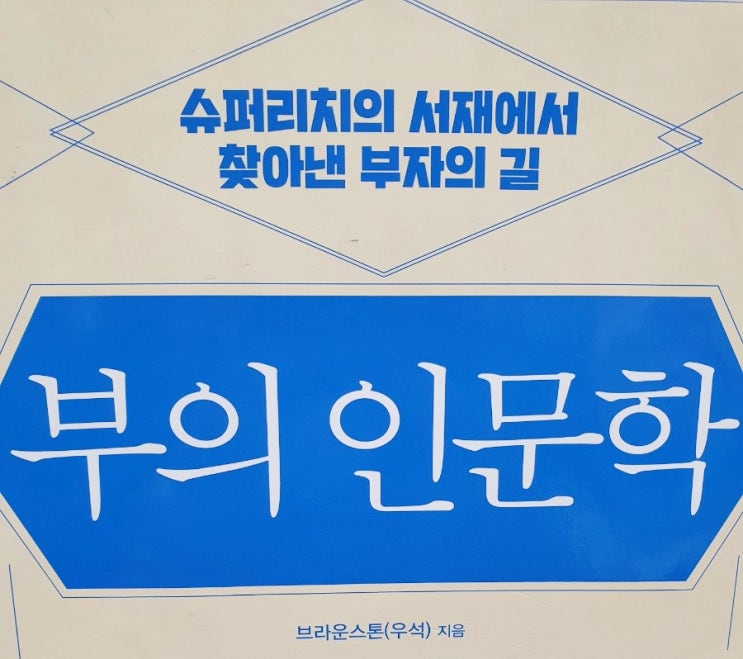 슈퍼리치의 서재에서
찾아낸 부자의 길
부의 인문학
브라운스톤(우석) 지음